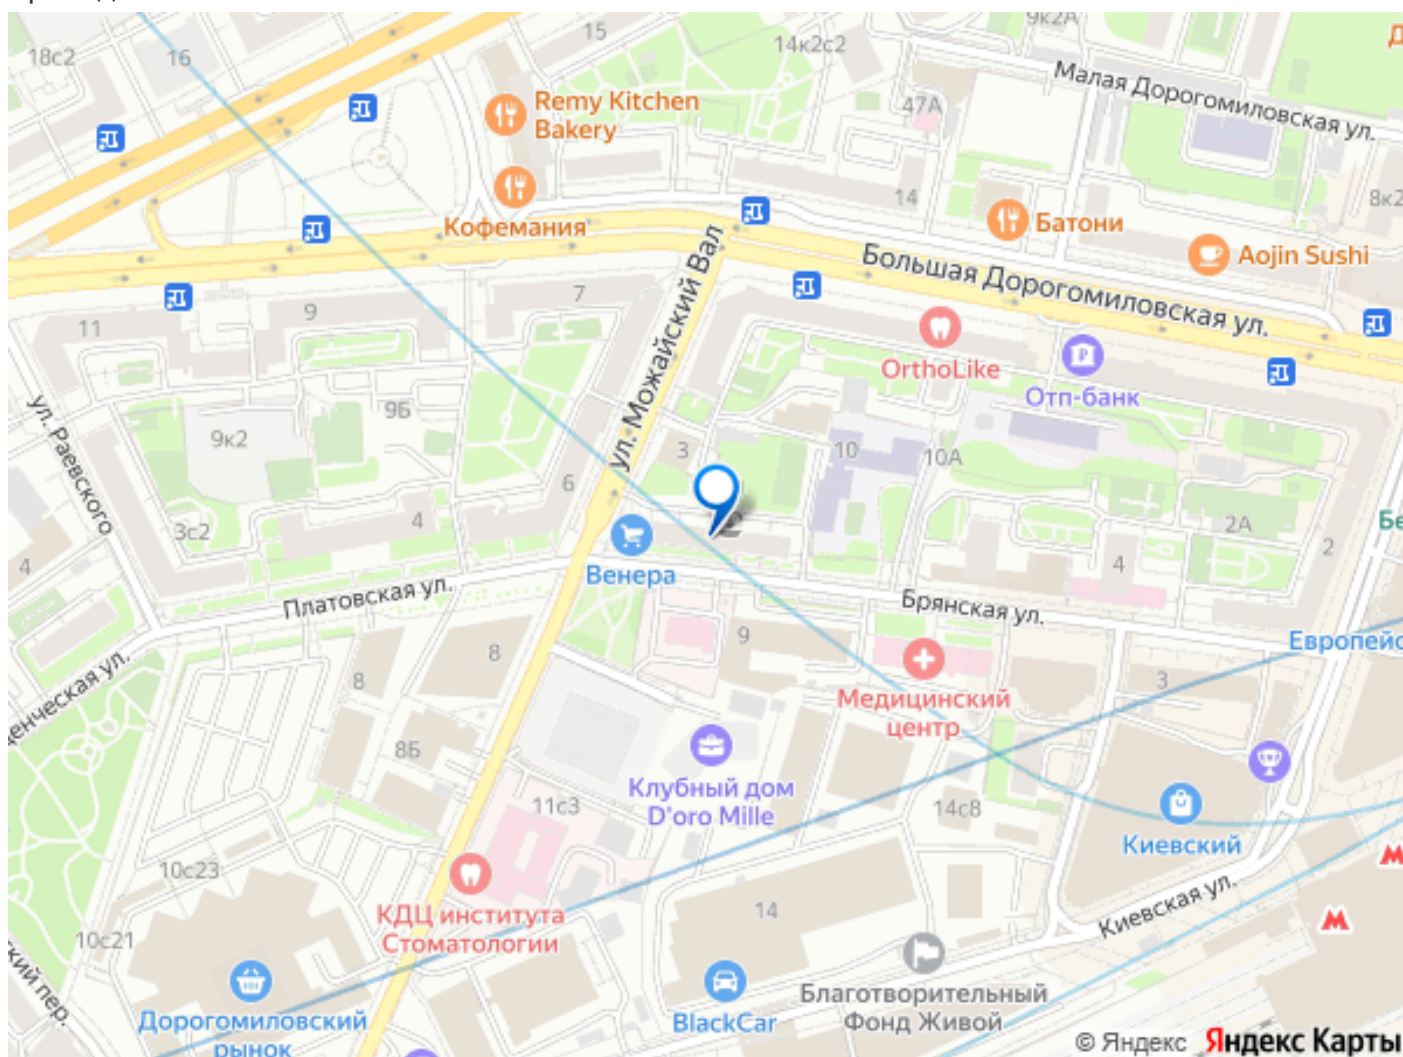 18с2
16
15
14к2с2
9к2А
Малая Дорогомиловская ул.
Remy Kitchen
Bakery
47А
14
8к2
Кофемания
Батони
Aojin Sushi
Большая Дорогомиловская ул.
ул. Можайский Вал
11
9
7
OrthoLike
Отп-банк
ул. Раевского
9Б
9к2
3
10
10А
6
3с2
4
2А
2
4
4
Венера
Платовская ул.
Брянская ул.
Европейс
9
8
8
3
Медицинский
центр
8Б
Клубный дом
D'oro Mille
11с3
14с8
Киевский
10с23
14
КДЦ института
Стоматологии
Киевская ул.
10с21
Благотворительный
Фонд Живой
BlackCar
Дорогомиловский
рынок
© Яндекс Яндекс Карты